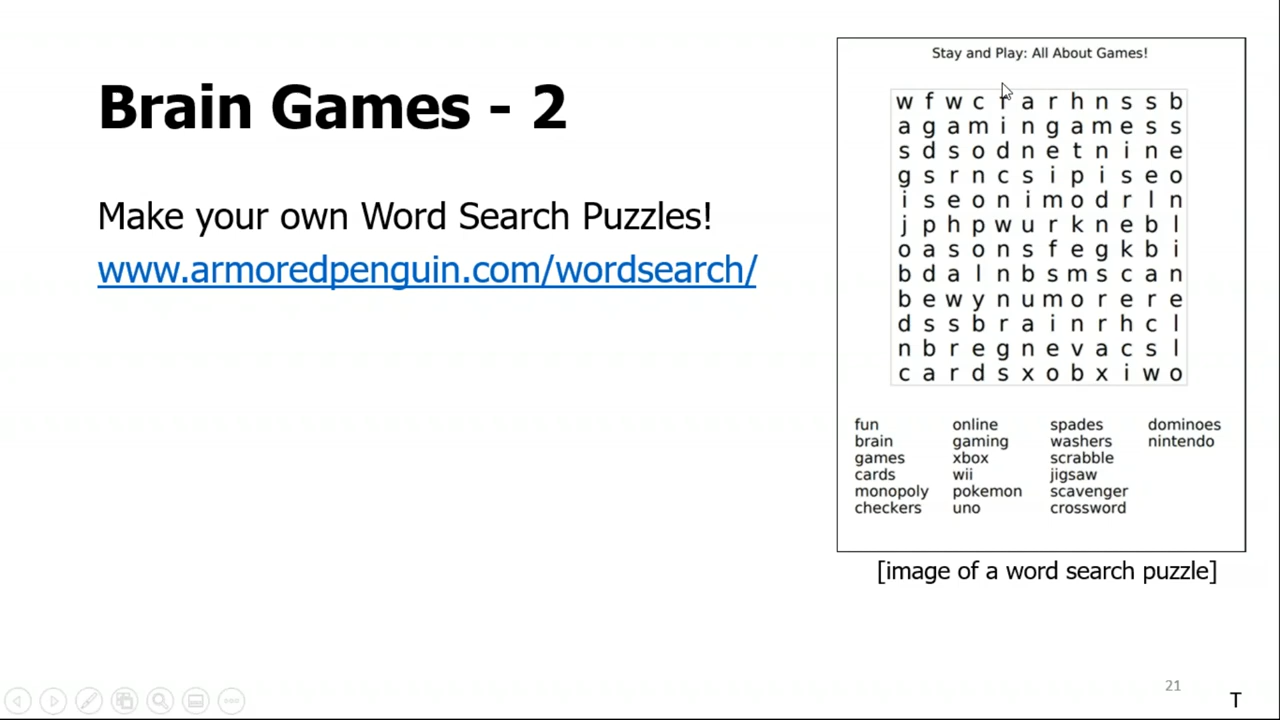 Brain Games - 2
Make your own Word Search Puzzles!
www.armoredpenguin.com/wordsearch/
Stay and Play: All About Games!
w f w c r a r h n s s b
a g a m i n g a m e s s
s d s o d n e t n i n e
g s r n c s i p i s e o
i s e o n i m o d r l n
j p h p w u r k n e b l
o a s o n s f e g k b i
b d a l n b s m s c a n
b e w y n u m o r e r e
d s s b r a i n r h c l
n b r e g n e v a c s l
c a r d s x o b x i w o
fun online spades dominoes
brain gaming washers nintendo
games xbox scrabble
cards wii jigsaw
monopoly pokemon scavenger
checkers uno crossword
[image of a word search puzzle]
21
T